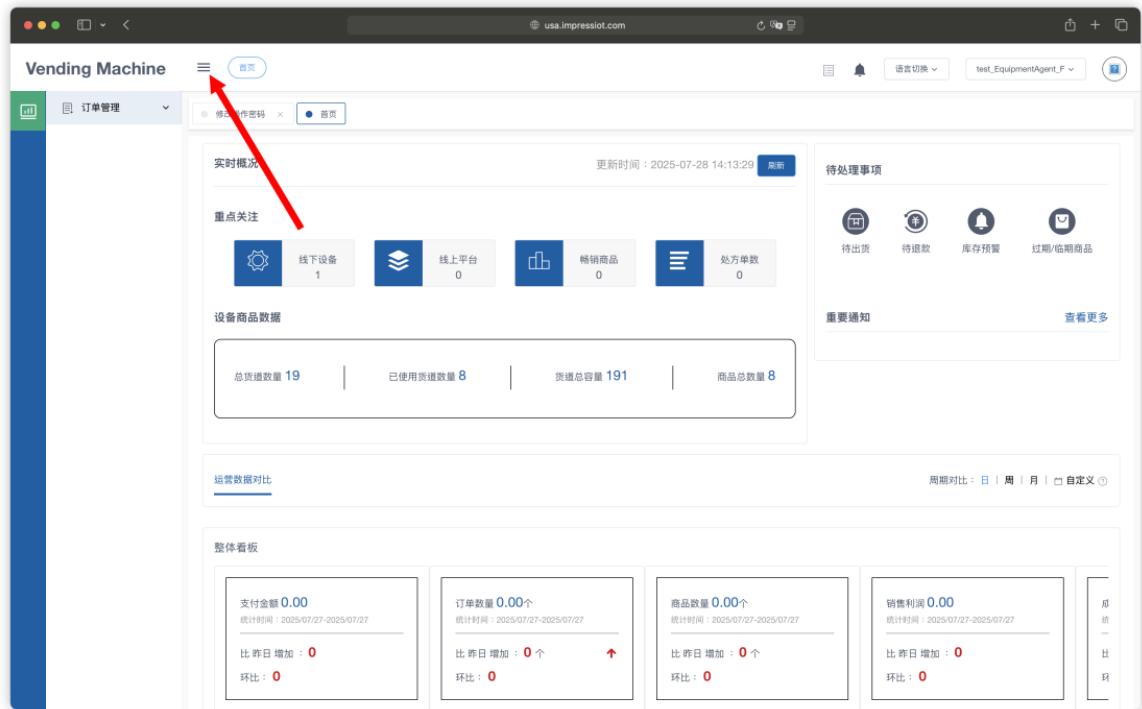 usa.impressiot.com
Vending Machine
首页
语言切换
test_EquipmentAgent_F
订单管理
首页
实时概况
更新时间：2025-07-28 14:13:29
刷新
待处理事项
重点关注
线下设备
1
线上平台
0
畅销商品
0
处方单数
0
待出货
待退款
库存预警
过期/临期商品
设备商品数据
重要通知
查看更多
总货道数量 19
已使用货道数量 8
货道总容量 191
商品总数量 8
运营数据对比
周期对比： 日 | 周 | 月 | 自定义
整体看板
支付金额 0.00
统计时间：2025/07/27-2025/07/27
比 昨日 增加 ： 0
环比： 0
订单数量 0.00个
统计时间：2025/07/27-2025/07/27
比 昨日 增加 ： 0 个
环比： 0
商品数量 0.00个
统计时间：2025/07/27-2025/07/27
比 昨日 增加 ： 0 个
环比： 0
销售利润 0.00
统计时间：2025/07/27-2025/07/27
比 昨日 增加 ： 0
环比： 0